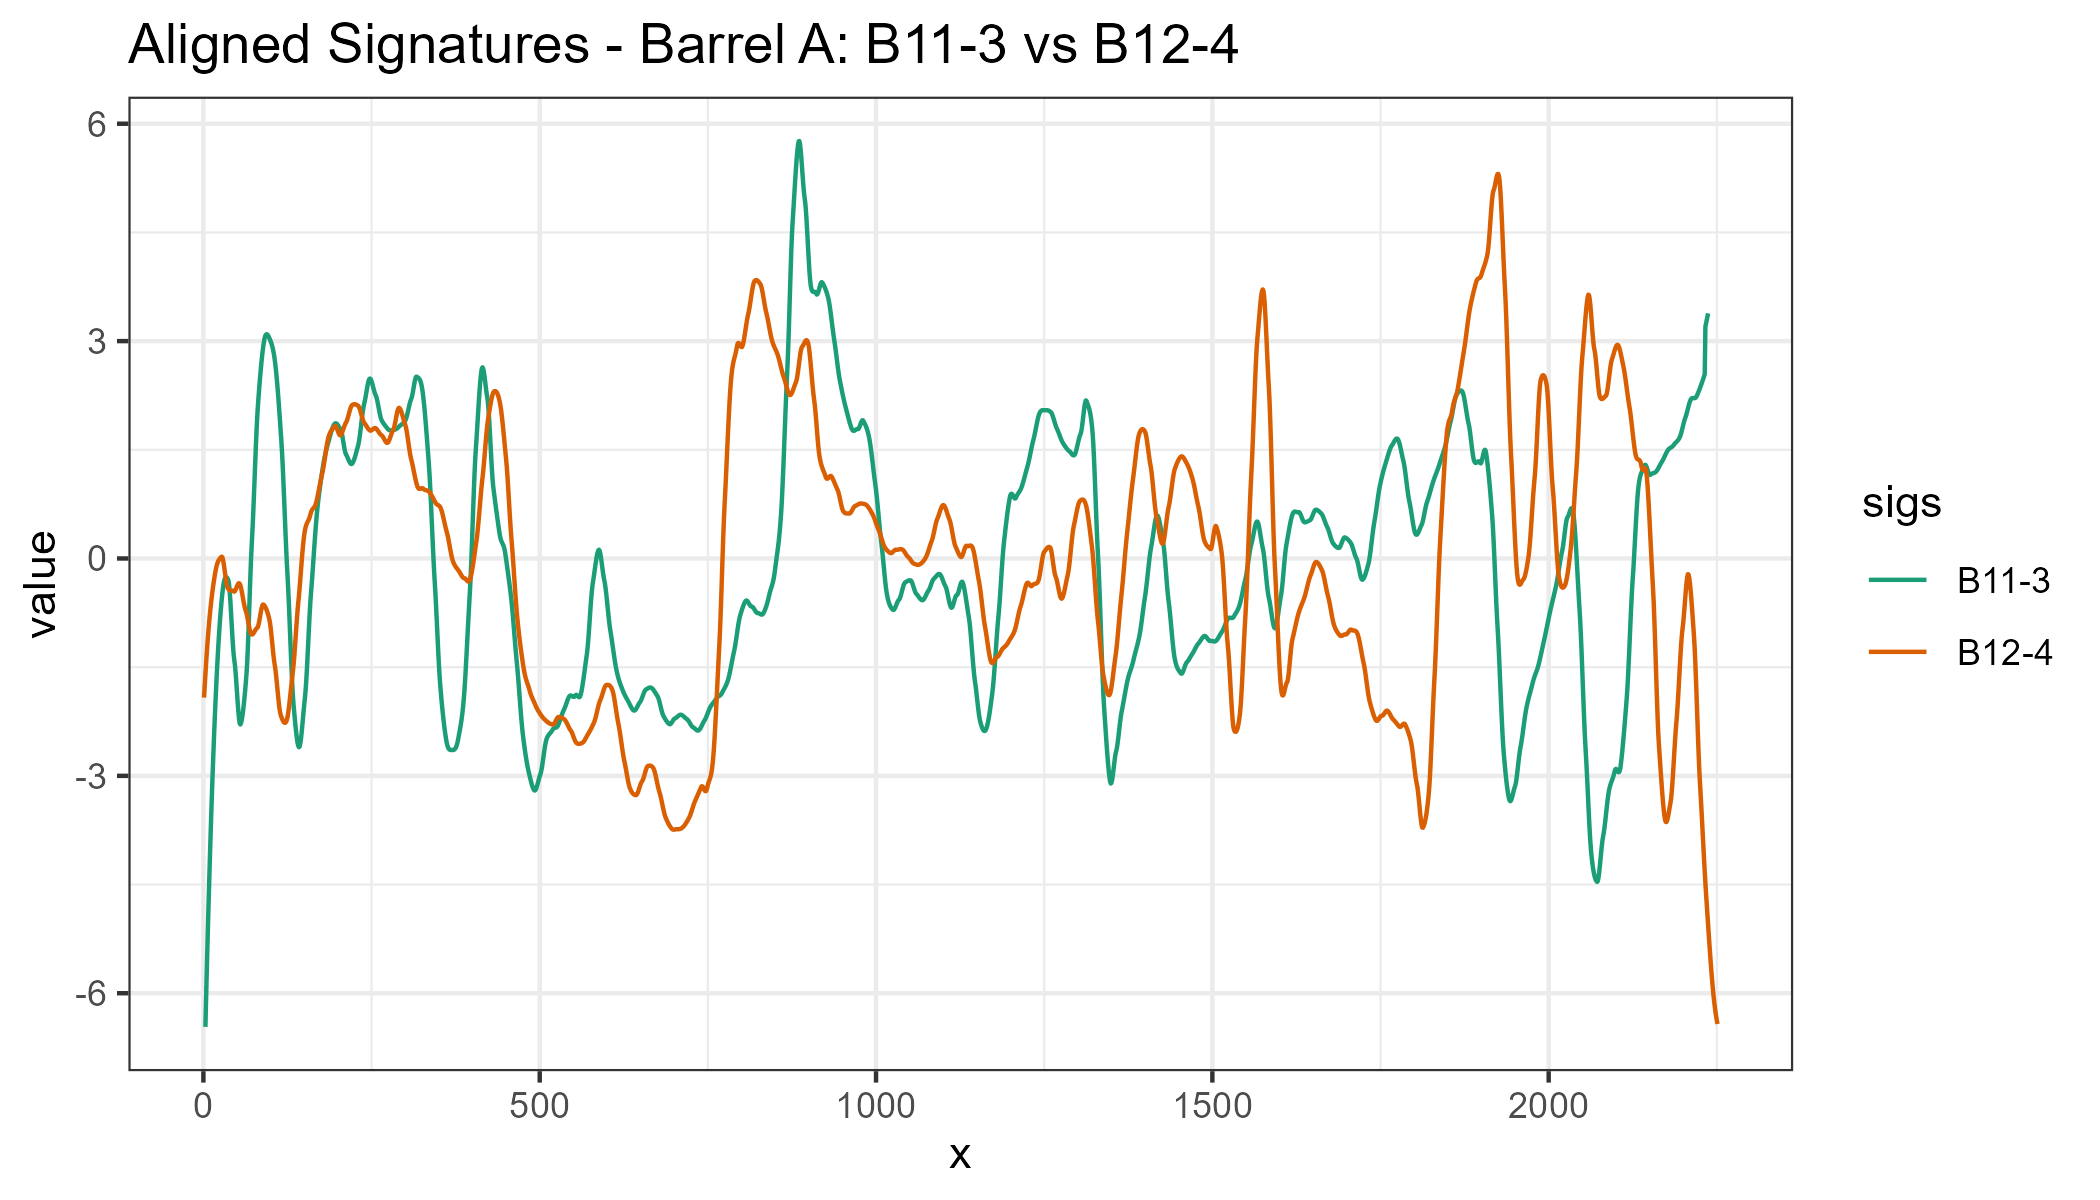 Aligned Signatures - Barrel A: B11-3 vs B12-4
6
3
0
-3
-6
value
0 500 1000 1500 2000
x
sigs
B11-3
B12-4